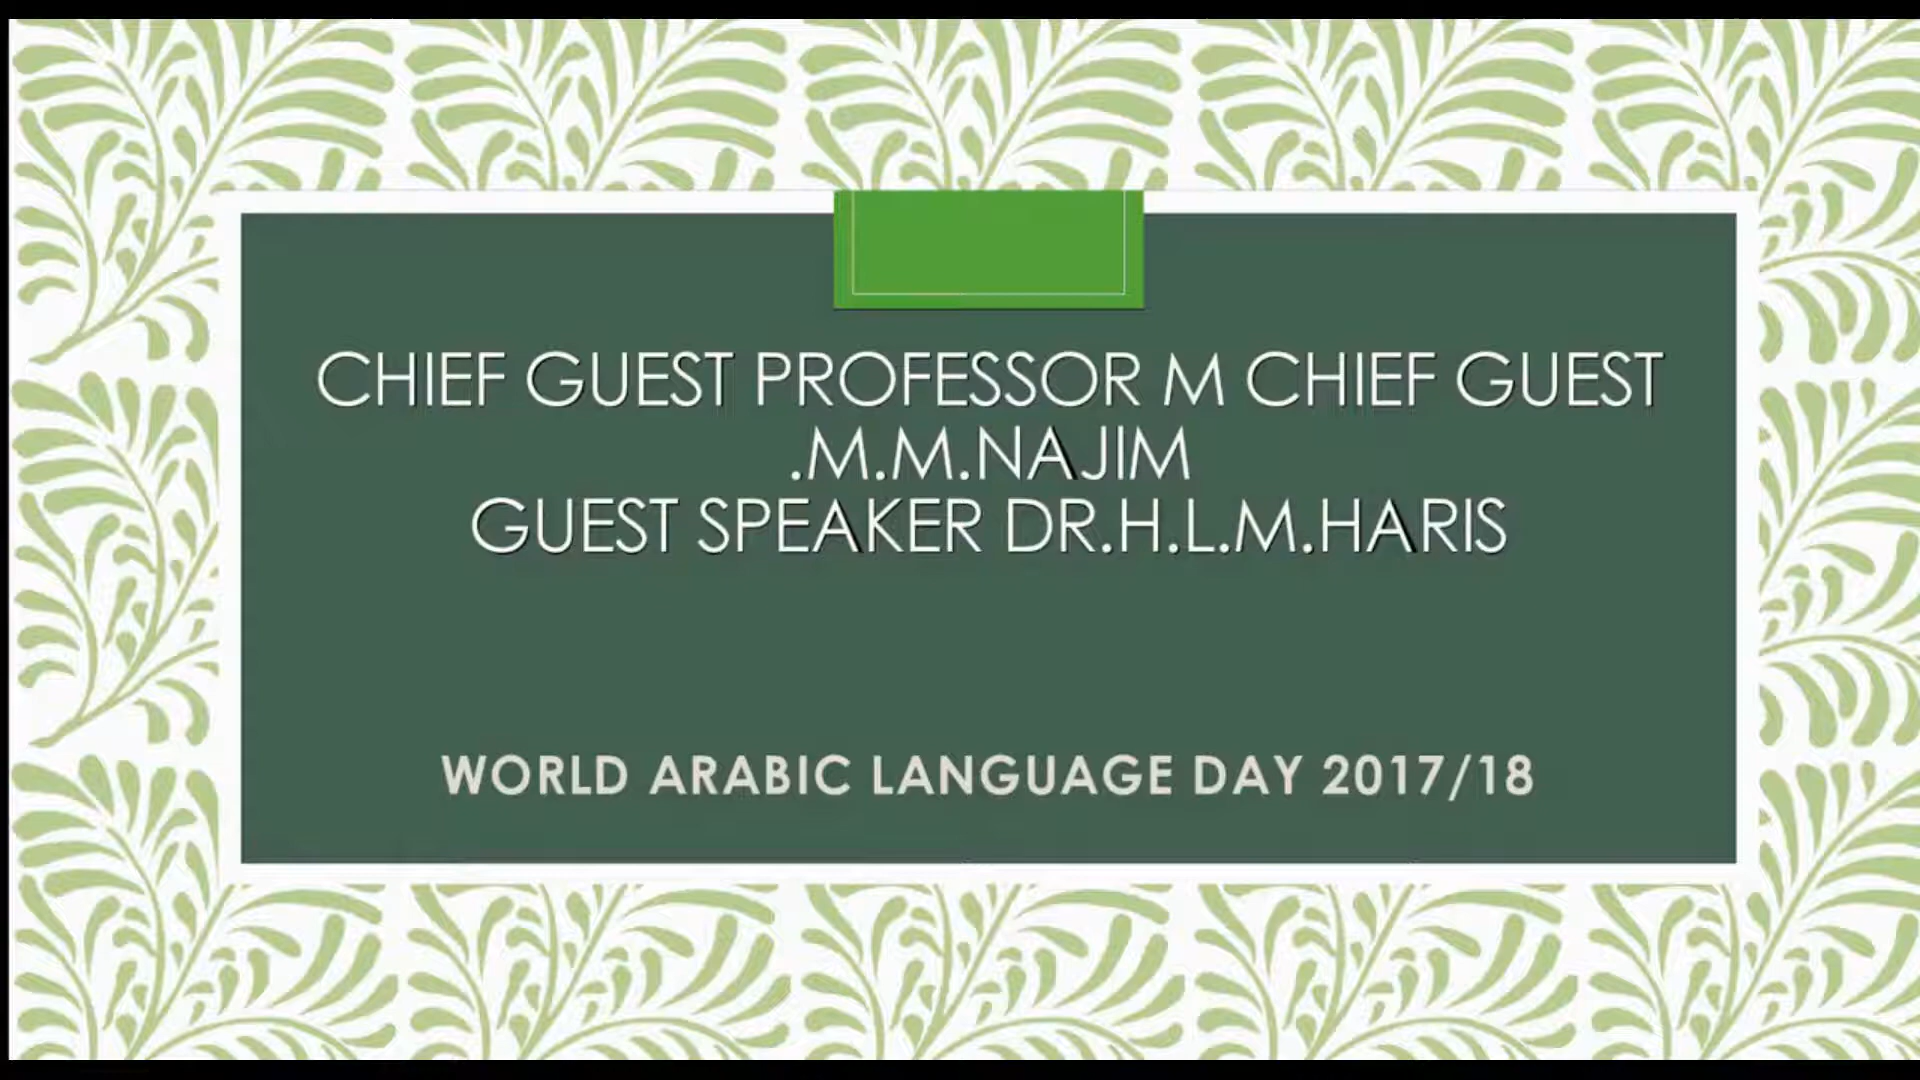 CHIEF GUEST PROFESSOR M CHIEF GUEST
.M.M.NAJIM
GUEST SPEAKER DR.H.L.M.HARIS
WORLD ARABIC LANGUAGE DAY 2017/18